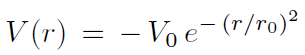 V(r) = − V₀ e^{− (r/r₀)²}